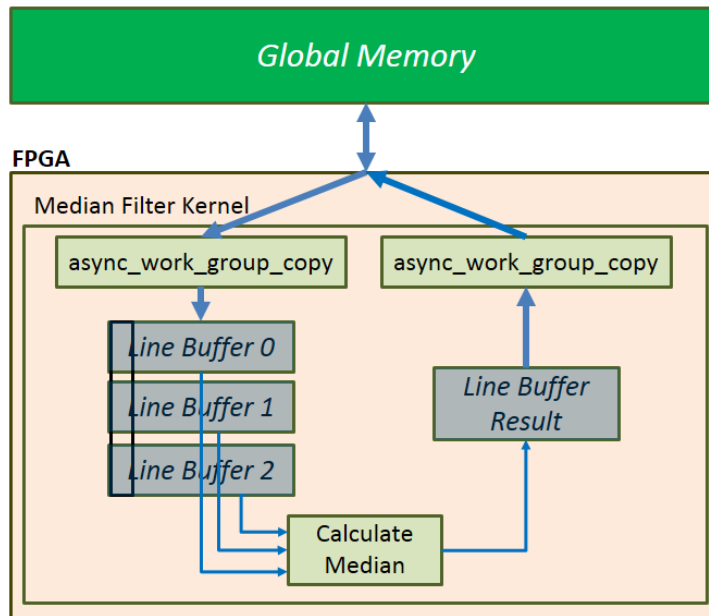 Global Memory
FPGA
Median Filter Kernel
async_work_group_copy
async_work_group_copy
Line Buffer 0
Line Buffer 1
Line Buffer 2
Line Buffer
Result
Calculate
Median